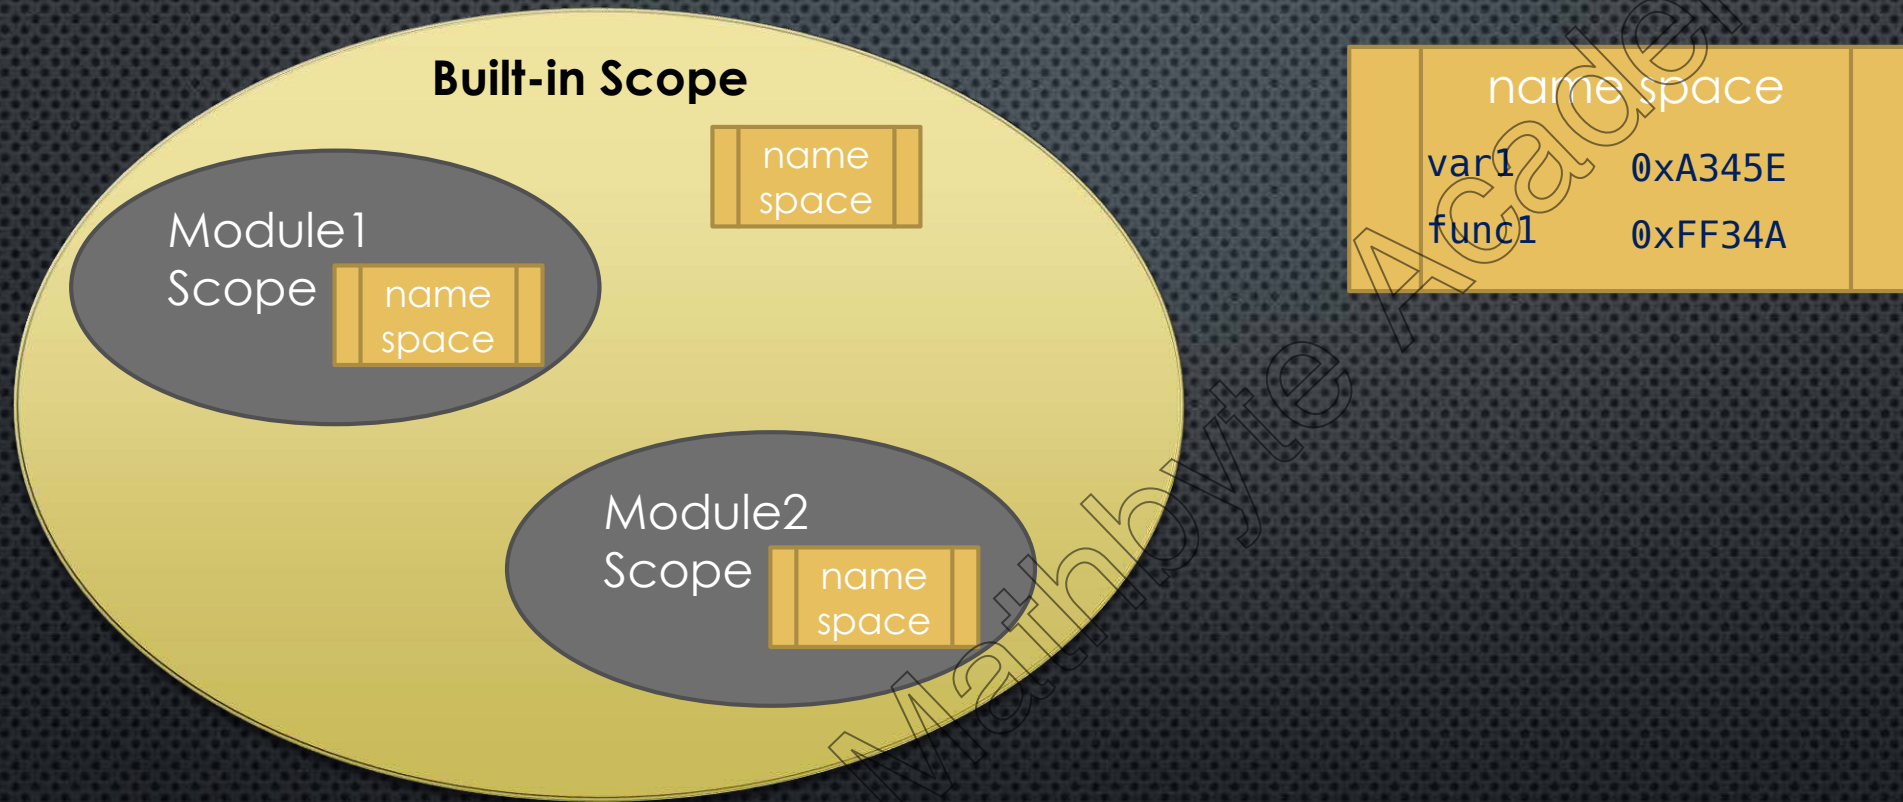 Built-in Scope
name
space
Module1
Scope
name
space
Module2
Scope
name
space
name space
var1 0xA345E
func1 0xFF34A
Mathbyte Academy